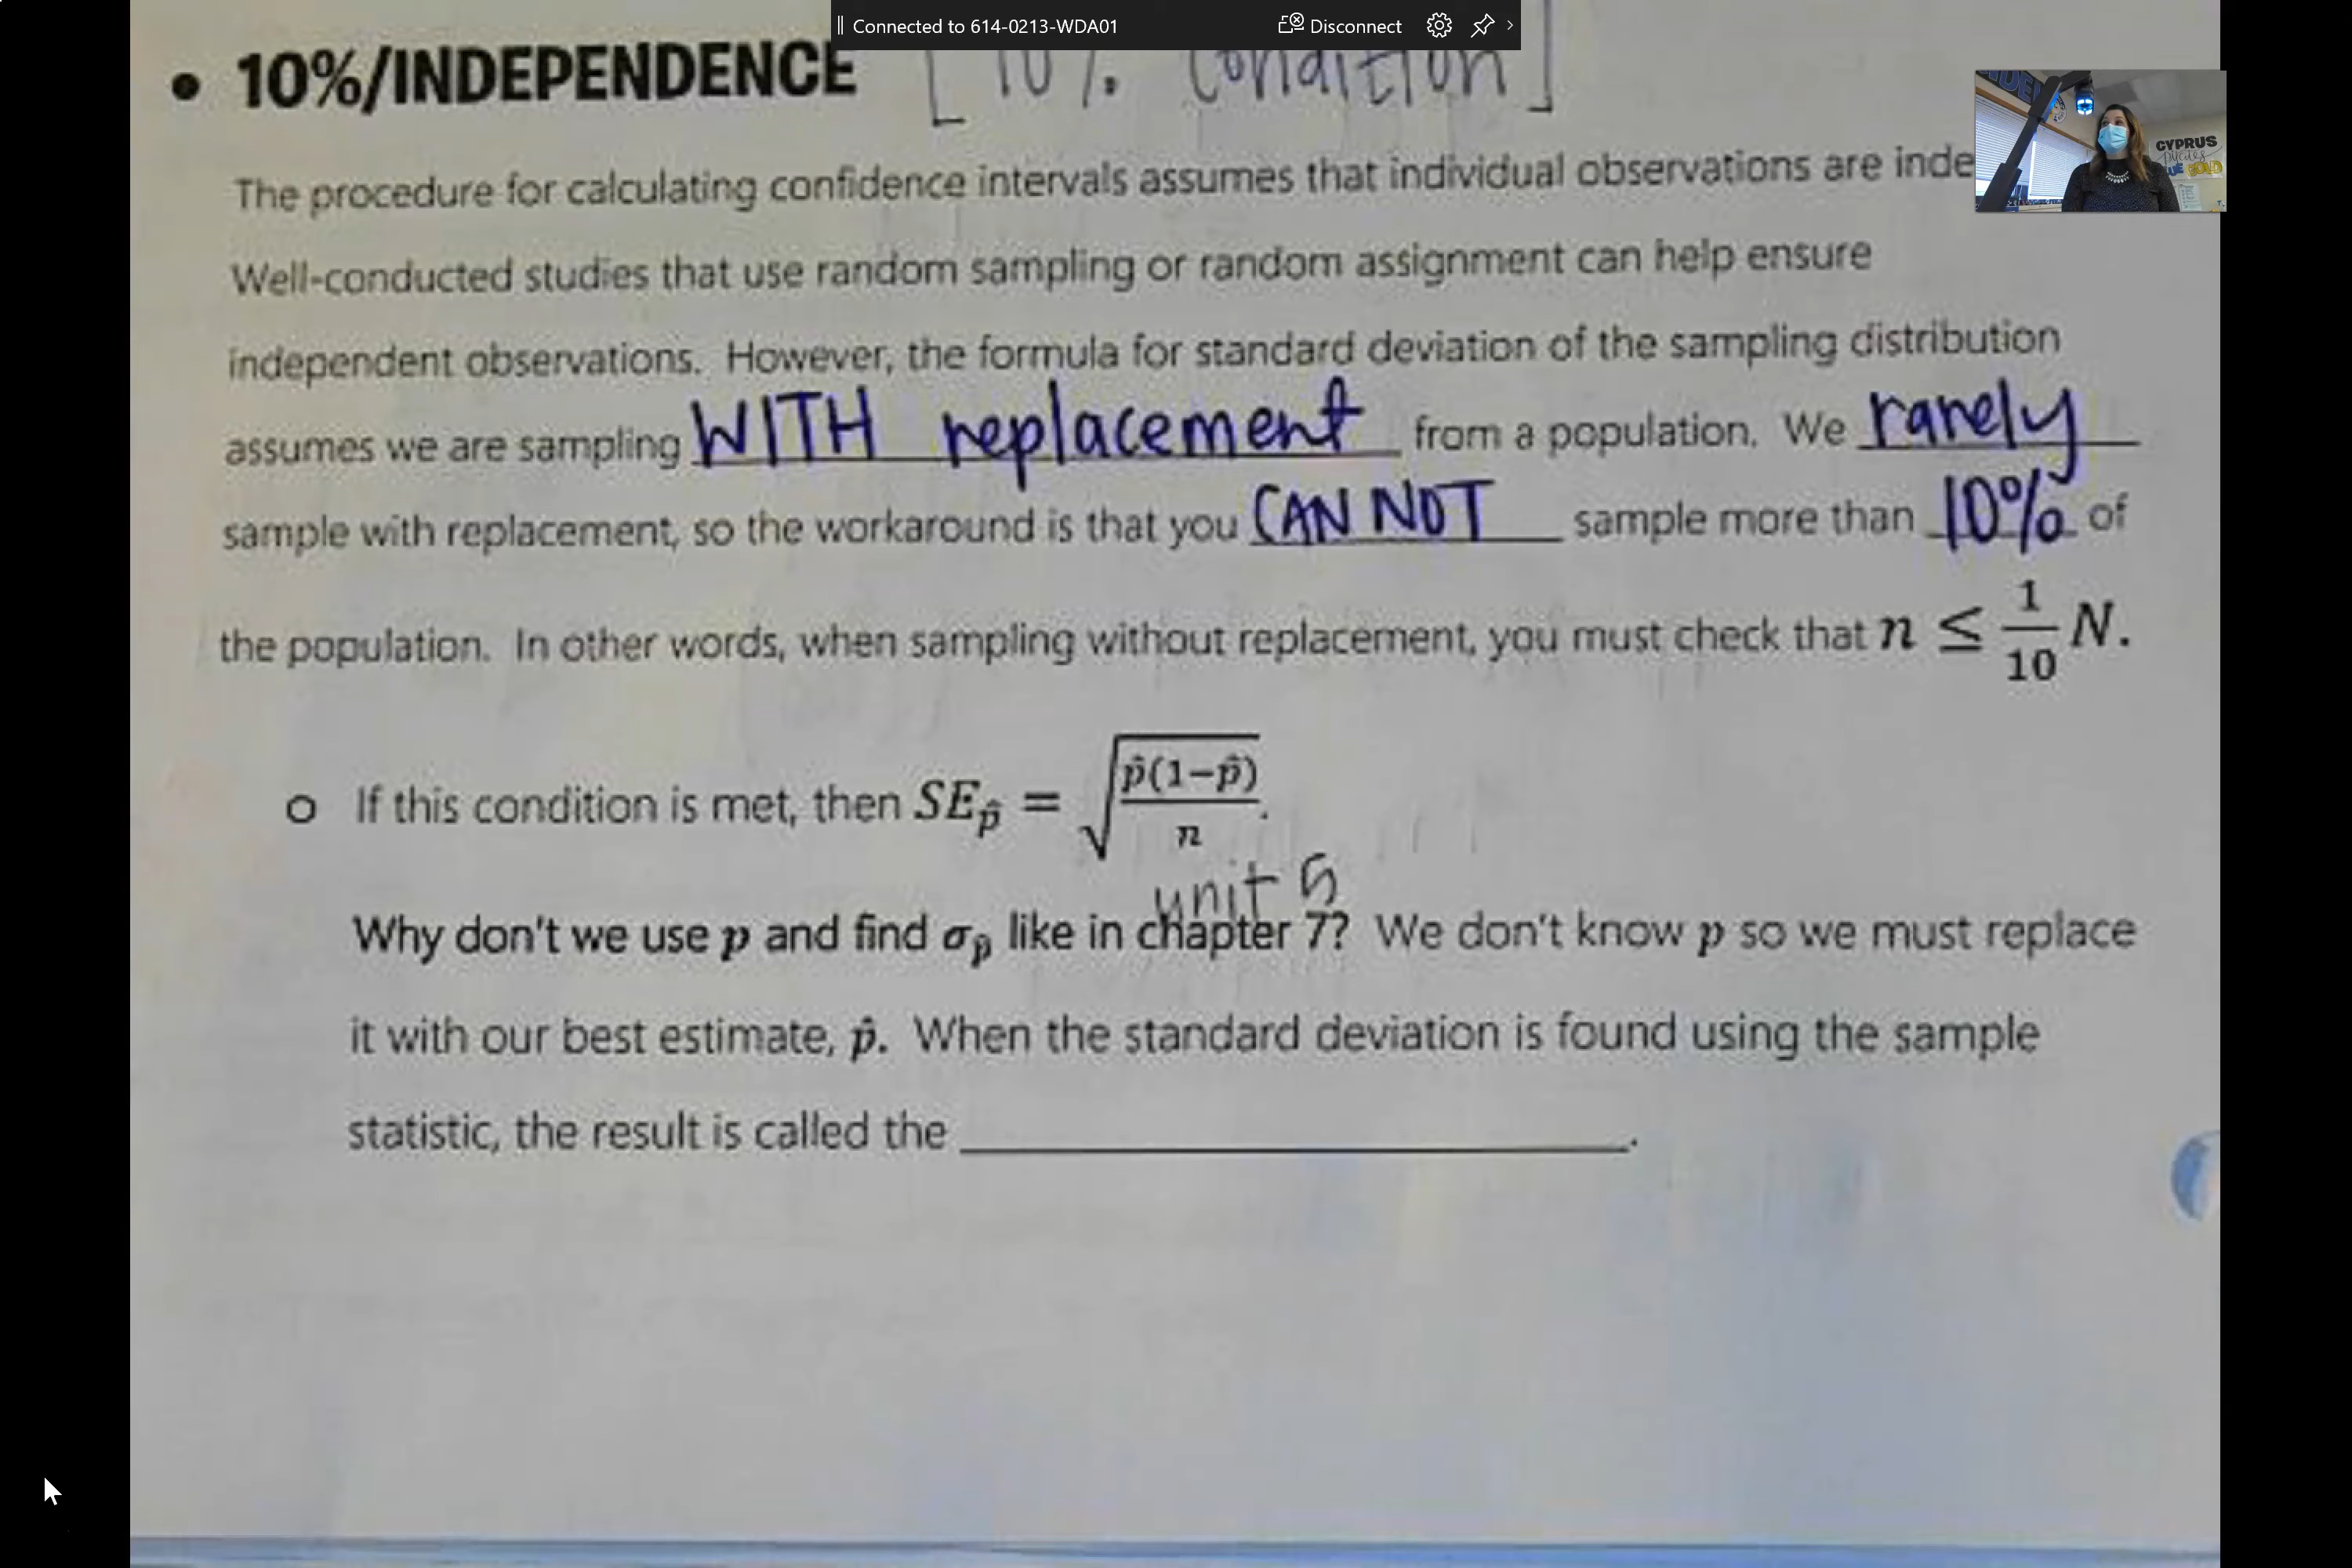 Connected to 614-0213-WDA01 Disconnect
• 10%/INDEPENDENCE [10% Condition]
CYPRUS
pirates
The procedure for calculating confidence intervals assumes that individual observations are inde
Well-conducted studies that use random sampling or random assignment can help ensure
independent observations. However, the formula for standard deviation of the sampling distribution
assumes we are sampling WITH replacement from a population. We rarely
sample with replacement, so the workaround is that you CAN NOT sample more than 10% of
the population. In other words, when sampling without replacement, you must check that n ≤ 1/10 N.
o If this condition is met, then SE_p̂ = √(p̂(1−p̂)/n).
unit 5
Why don't we use p and find σ_p̂ like in chapter 7? We don't know p so we must replace
it with our best estimate, p̂. When the standard deviation is found using the sample
statistic, the result is called the ____________________.